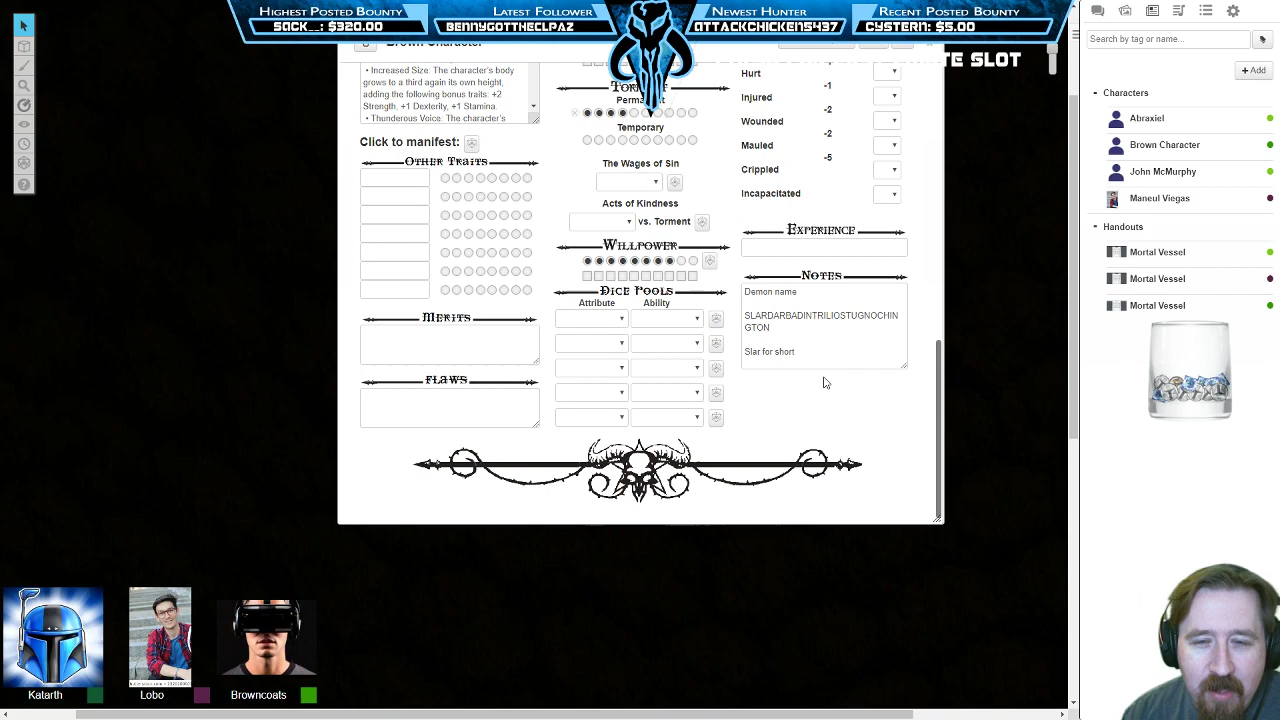 Highest Posted Bounty
SACK__: $320.00
Latest Follower
BENNYGOTTHECLPAZ
Newest Hunter
ATTACKCHICKEN5437
Recent Posted Bounty
CYSTERN: $5.00
Brown Character
TE SLOT
• Increased Size: The character's body
grows to a third again its own height,
adding the following bonus traits: +2
Strength, +1 Dexterity, +1 Stamina.
• Thunderous Voice: The character's
Click to manifest:
Other Traits
Merits
Flaws
Temporary
The Wages of Sin
Acts of Kindness
vs. Torment
Willpower
Dice Pools
Attribute
Ability
Hurt
-1
Injured
-2
Wounded
-2
Mauled
-5
Crippled
Incapacitated
Experience
Notes
Demon name
SLARDARBADINTRILIOSTUGNOCHIN
GTON
Slar for short
Search by tag or name...
+ Add
Characters
Abraxiel
Brown Character
John McMurphy
Maneul Viegas
Handouts
Mortal Vessel
Mortal Vessel
Mortal Vessel
Katarth
Lobo
Browncoats